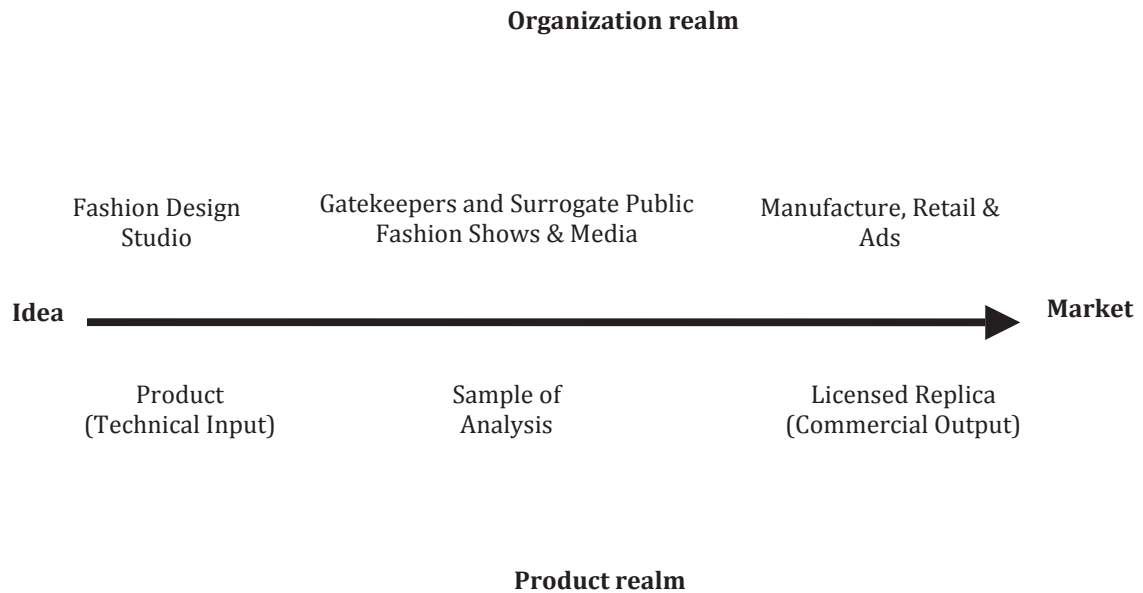 Organization realm
Fashion Design
Studio
Gatekeepers and Surrogate Public
Fashion Shows & Media
Manufacture, Retail &
Ads
Idea
Market
Product
(Technical Input)
Sample of
Analysis
Licensed Replica
(Commercial Output)
Product realm